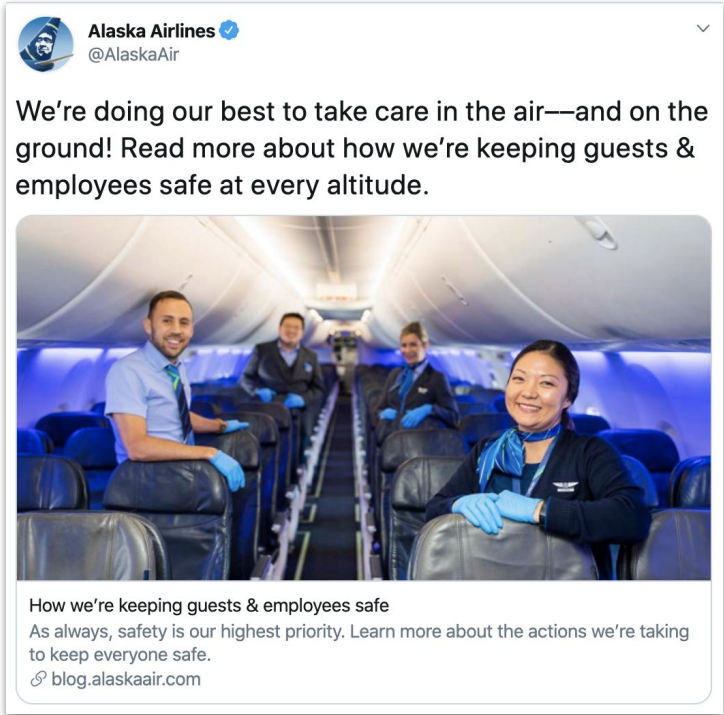 Alaska Airlines
@AlaskaAir
We’re doing our best to take care in the air––and on the
ground! Read more about how we’re keeping guests &
employees safe at every altitude.
How we’re keeping guests & employees safe
As always, safety is our highest priority. Learn more about the actions we’re taking
to keep everyone safe.
blog.alaskaair.com